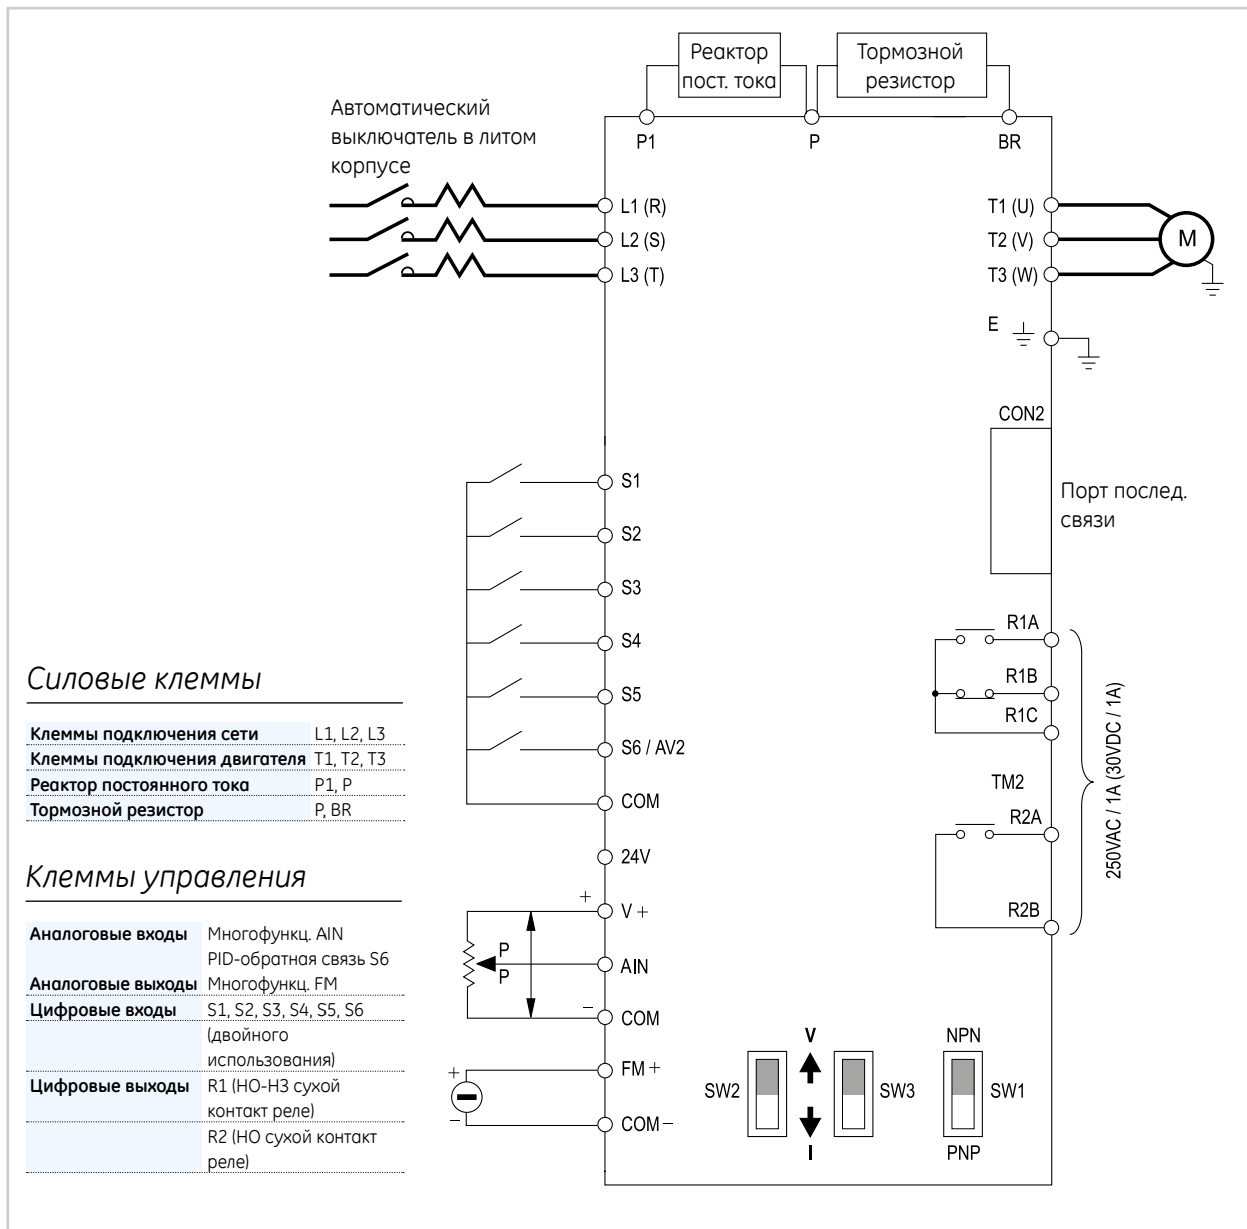 Реактор
пост. тока
Тормозной
резистор
Автоматический
выключатель в литом
корпусе
P1
P
BR
L1 (R)
L2 (S)
L3 (T)
T1 (U)
T2 (V)
T3 (W)
M
E
CON2
Порт послед.
связи
S1
S2
S3
S4
S5
S6 / AV2
COM
24V
+
V +
P
P
AIN
−
COM
+
FM +
−
COM −
R1A
R1B
R1C
TM2
R2A
R2B
250VAC / 1A (30VDC / 1A)
SW2
V
I
SW3
NPN
SW1
PNP
Силовые клеммы
Клеммы подключения сети L1, L2, L3
Клеммы подключения двигателя T1, T2, T3
Реактор постоянного тока P1, P
Тормозной резистор P, BR
Клеммы управления
Аналоговые входы Многофункц. AIN
PID-обратная связь S6
Аналоговые выходы Многофункц. FM
Цифровые входы S1, S2, S3, S4, S5, S6
(двойного
использования)
Цифровые выходы R1 (НО-НЗ сухой
контакт реле)
R2 (НО сухой контакт
реле)